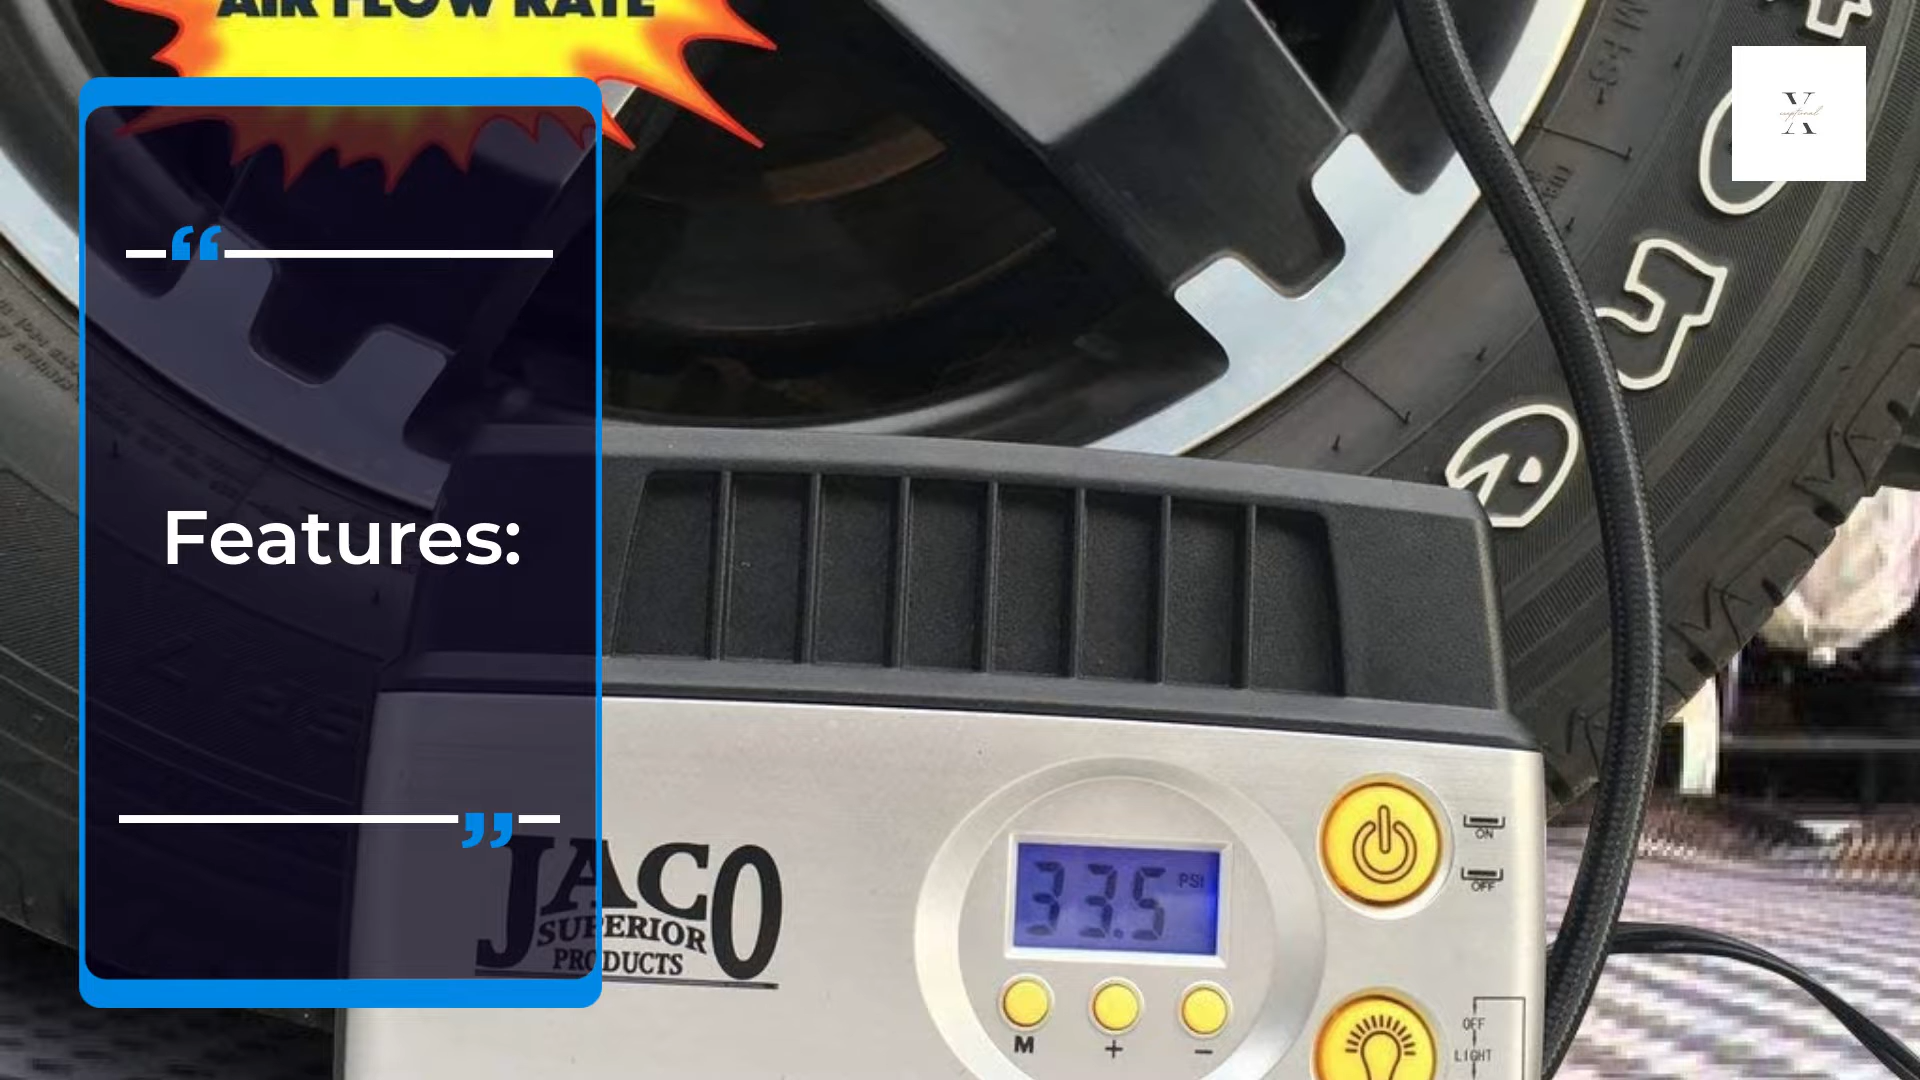 AIR FLOW RATE
“
Features:
”
JACO
SUPERIOR
PRODUCTS
33.5 PSI
M + −
ON
OFF
OFF
LIGHT
X